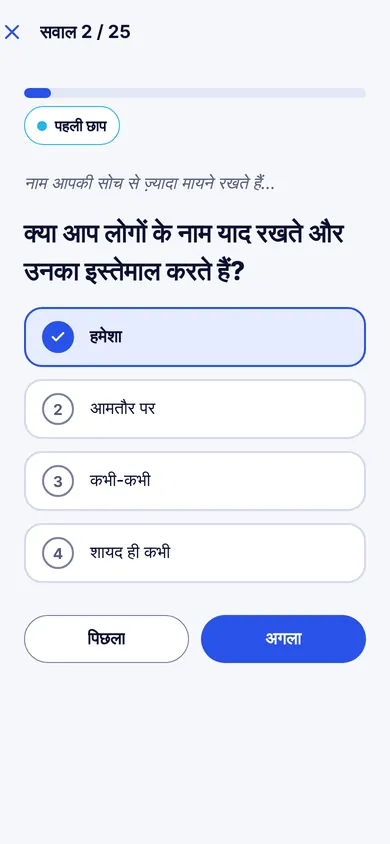 सवाल 2 / 25
पहली छाप
नाम आपकी सोच से ज़्यादा मायने रखते हैं...
क्या आप लोगों के नाम याद रखते और
उनका इस्तेमाल करते हैं?
हमेशा
2 आमतौर पर
3 कभी-कभी
4 शायद ही कभी
पिछला
अगला